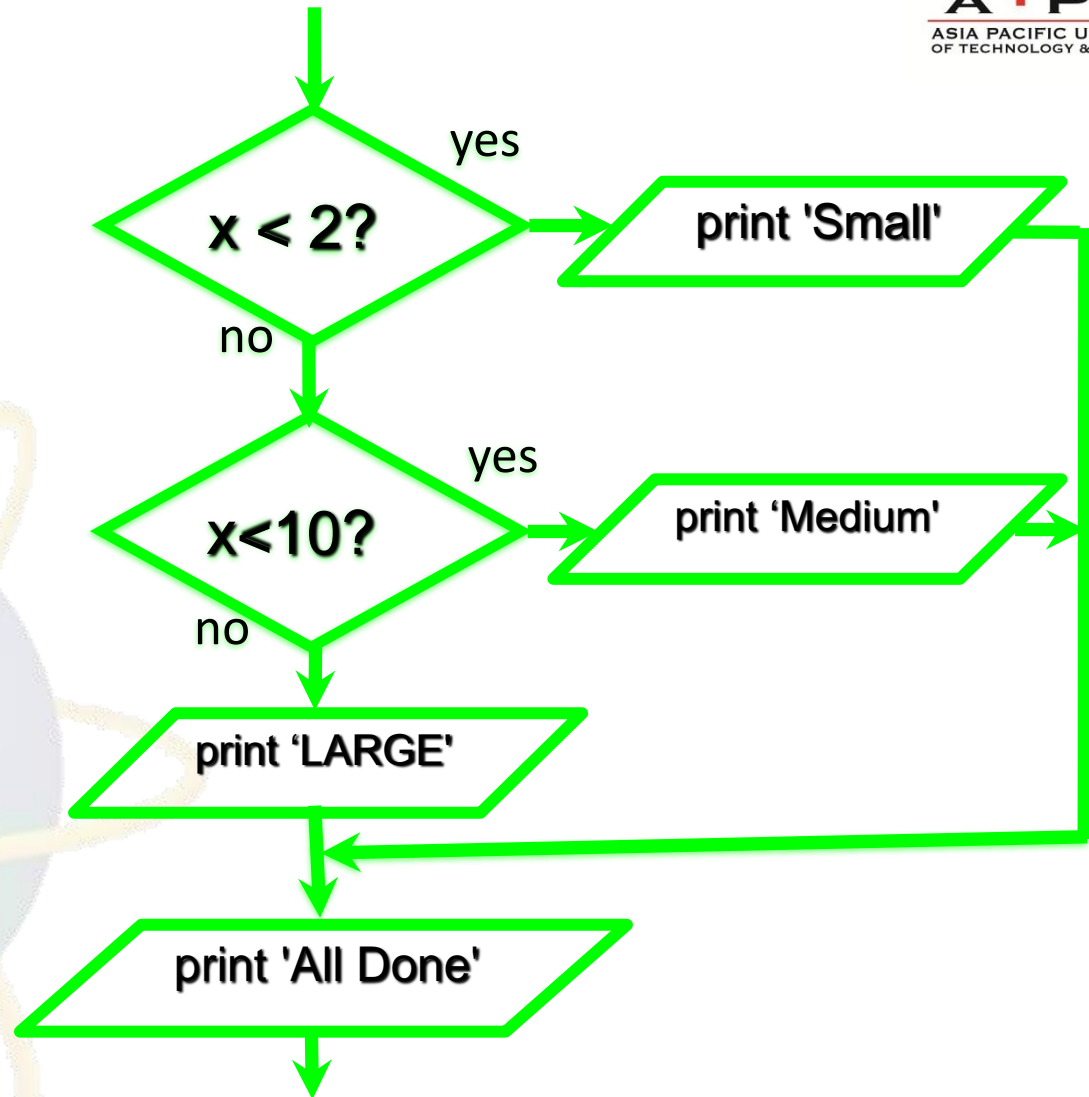 ASIA PACIFIC U
OF TECHNOLOGY &
yes
x < 2?
print 'Small'
no
yes
x<10?
print ‘Medium'
no
print ‘LARGE'
print 'All Done'